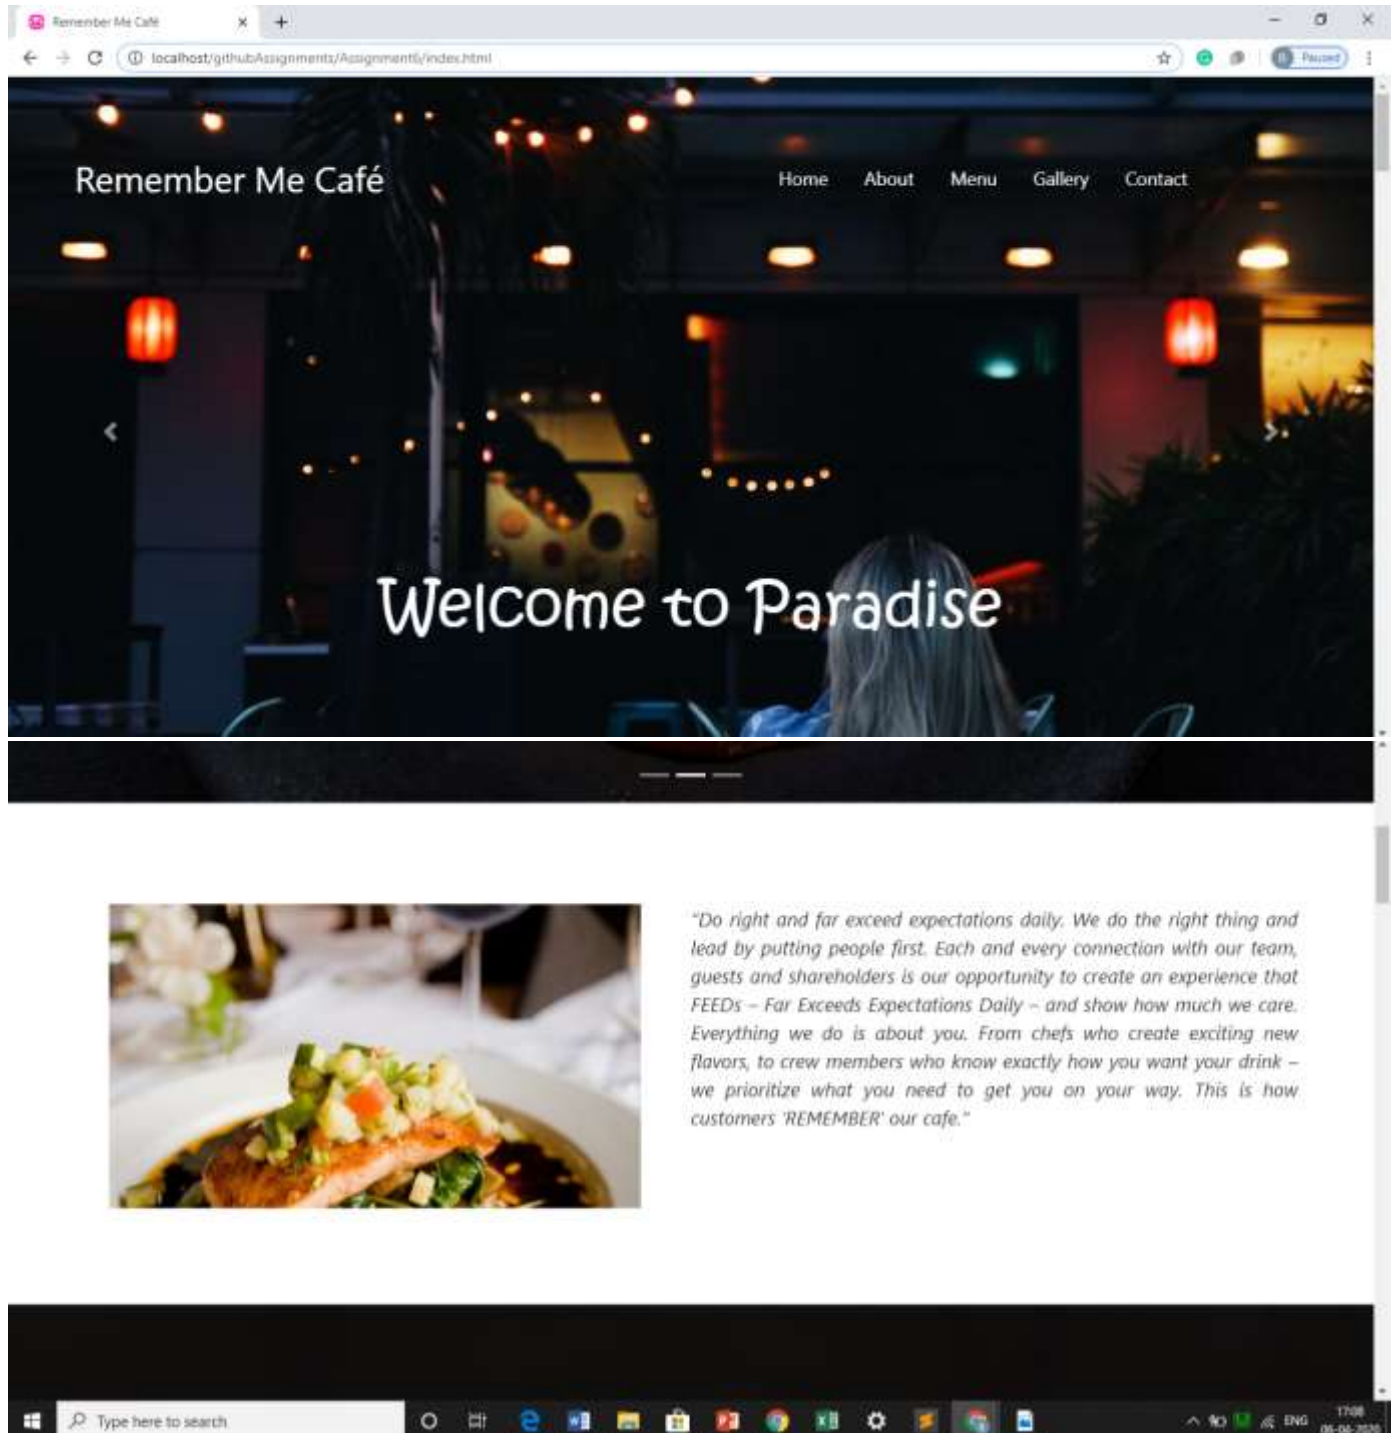 Remember Me Café
localhost/githubAssignments/Assignment6/index.html
Paused
Remember Me Café
Home About Menu Gallery Contact
Welcome to Paradise
"Do right and far exceed expectations daily. We do the right thing and
lead by putting people first. Each and every connection with our team,
guests and shareholders is our opportunity to create an experience that
FEEDs – Far Exceeds Expectations Daily – and show how much we care.
Everything we do is about you. From chefs who create exciting new
flavors, to crew members who know exactly how you want your drink –
we prioritize what you need to get you on your way. This is how
customers 'REMEMBER' our cafe."
Type here to search
ENG
17:08
06-04-2020